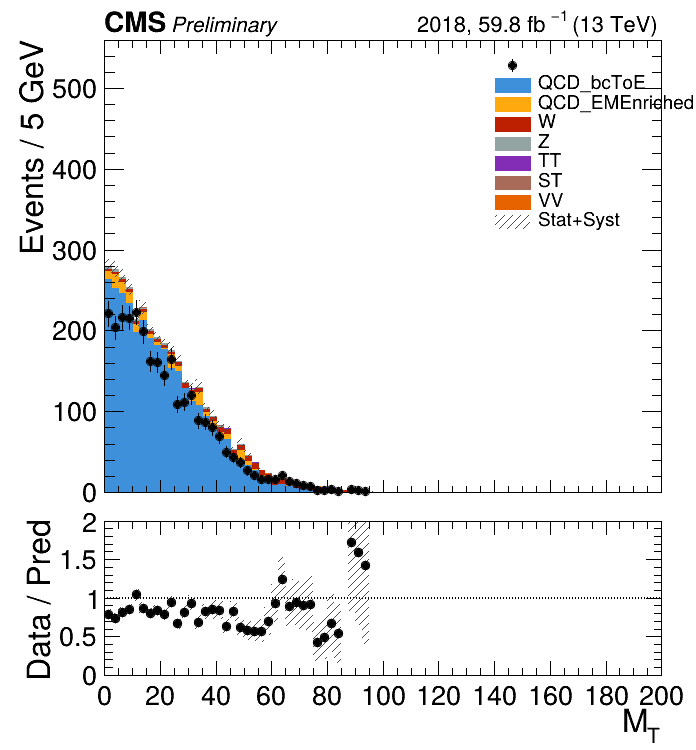 CMS Preliminary 2018, 59.8 fb⁻¹ (13 TeV)
Events / 5 GeV
500
400
300
200
100
0
QCD_bcToE
QCD_EMEnriched
W
Z
TT
ST
VV
Stat+Syst
Data / Pred
2
1.5
1
0.5
0
0 20 40 60 80 100 120 140 160 180 200
M_T